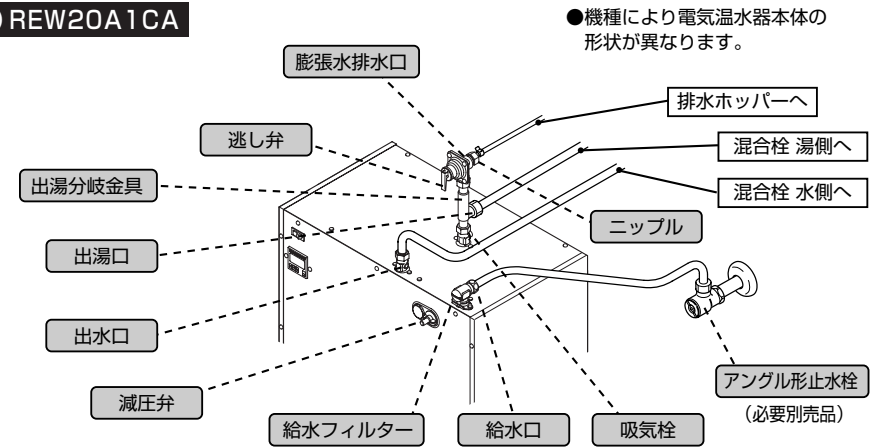 REW20A1CA
●機種により電気温水器本体の
形状が異なります。
膨張水排水口
排水ホッパーへ
逃し弁
混合栓 湯側へ
出湯分岐金具
混合栓 水側へ
ニップル
出湯口
出水口
アングル形止水栓
(必要別売品)
減圧弁
給水フィルター
給水口
吸気栓